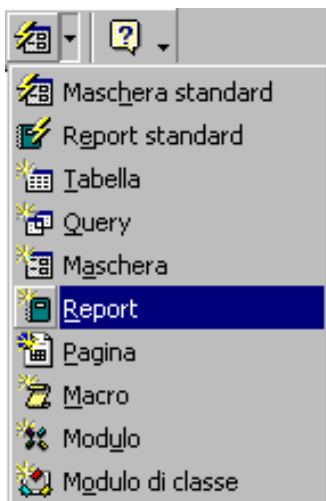 Maschera standard
Report standard
Tabella
Query
Maschera
Report
Pagina
Macro
Modulo
Modulo di classe